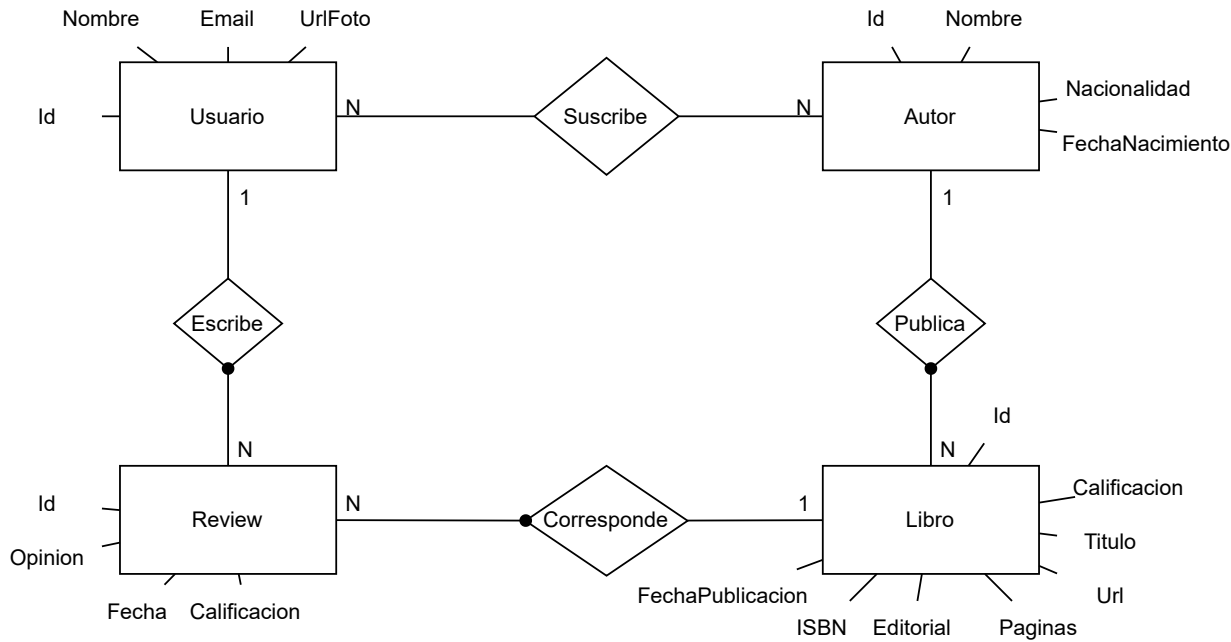 Nombre
Email
UrlFoto
Id
Nombre
Id
Usuario
N
Suscribe
N
Autor
Nacionalidad
FechaNacimiento
1
1
Escribe
Publica
N
N
Id
Id
Opinion
Review
N
Corresponde
1
Libro
Calificacion
Titulo
Url
Fecha
Calificacion
FechaPublicacion
ISBN
Editorial
Paginas